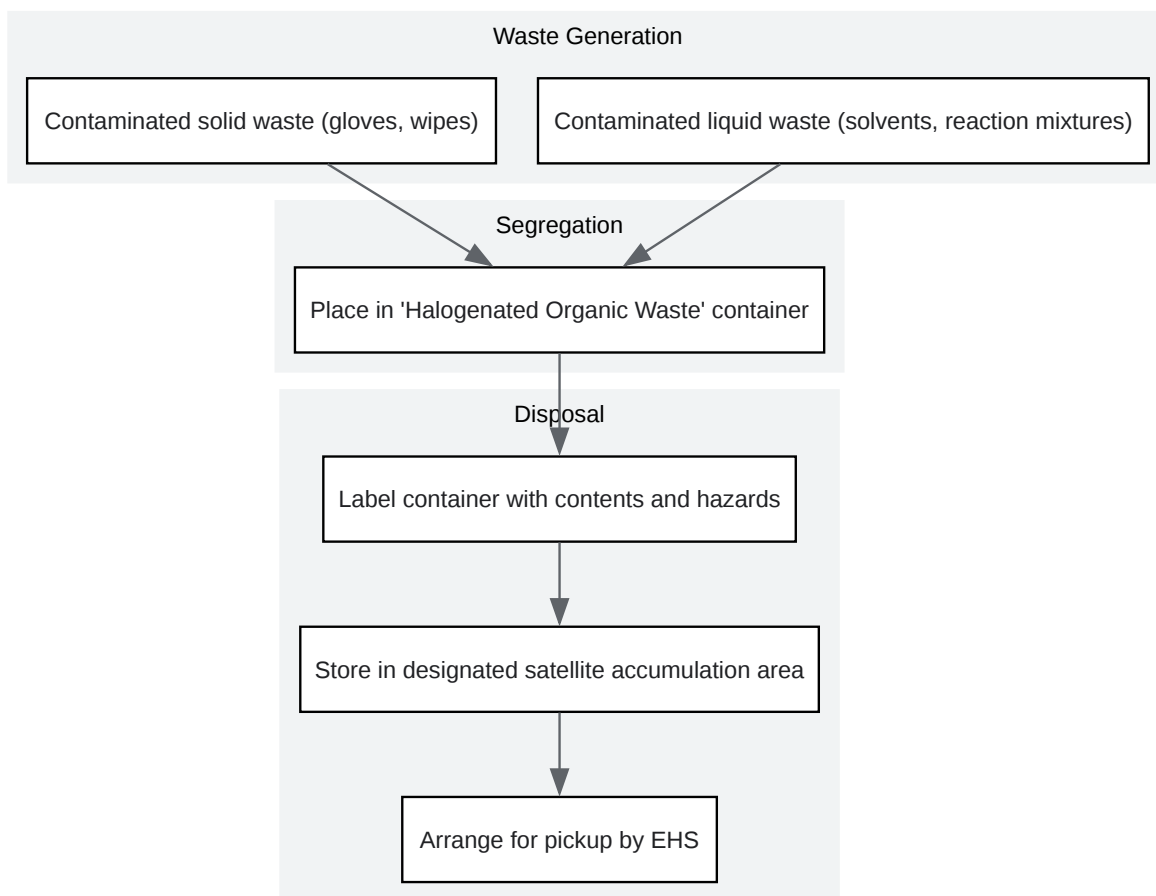 Waste Generation
Contaminated solid waste (gloves, wipes)
Contaminated liquid waste (solvents, reaction mixtures)
Segregation
Place in 'Halogenated Organic Waste' container
Disposal
Label container with contents and hazards
Store in designated satellite accumulation area
Arrange for pickup by EHS